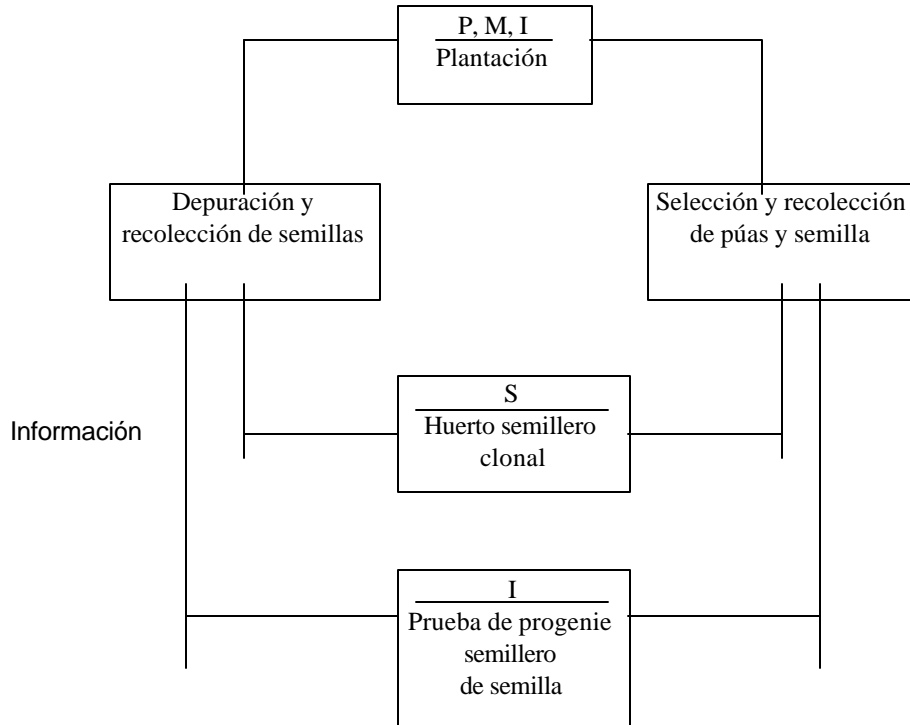 P, M, I
Plantación
Depuración y
recolección de semillas
Selección y recolección
de púas y semilla
S
Huerto semillero
clonal
Información
I
Prueba de progenie
semillero
de semilla